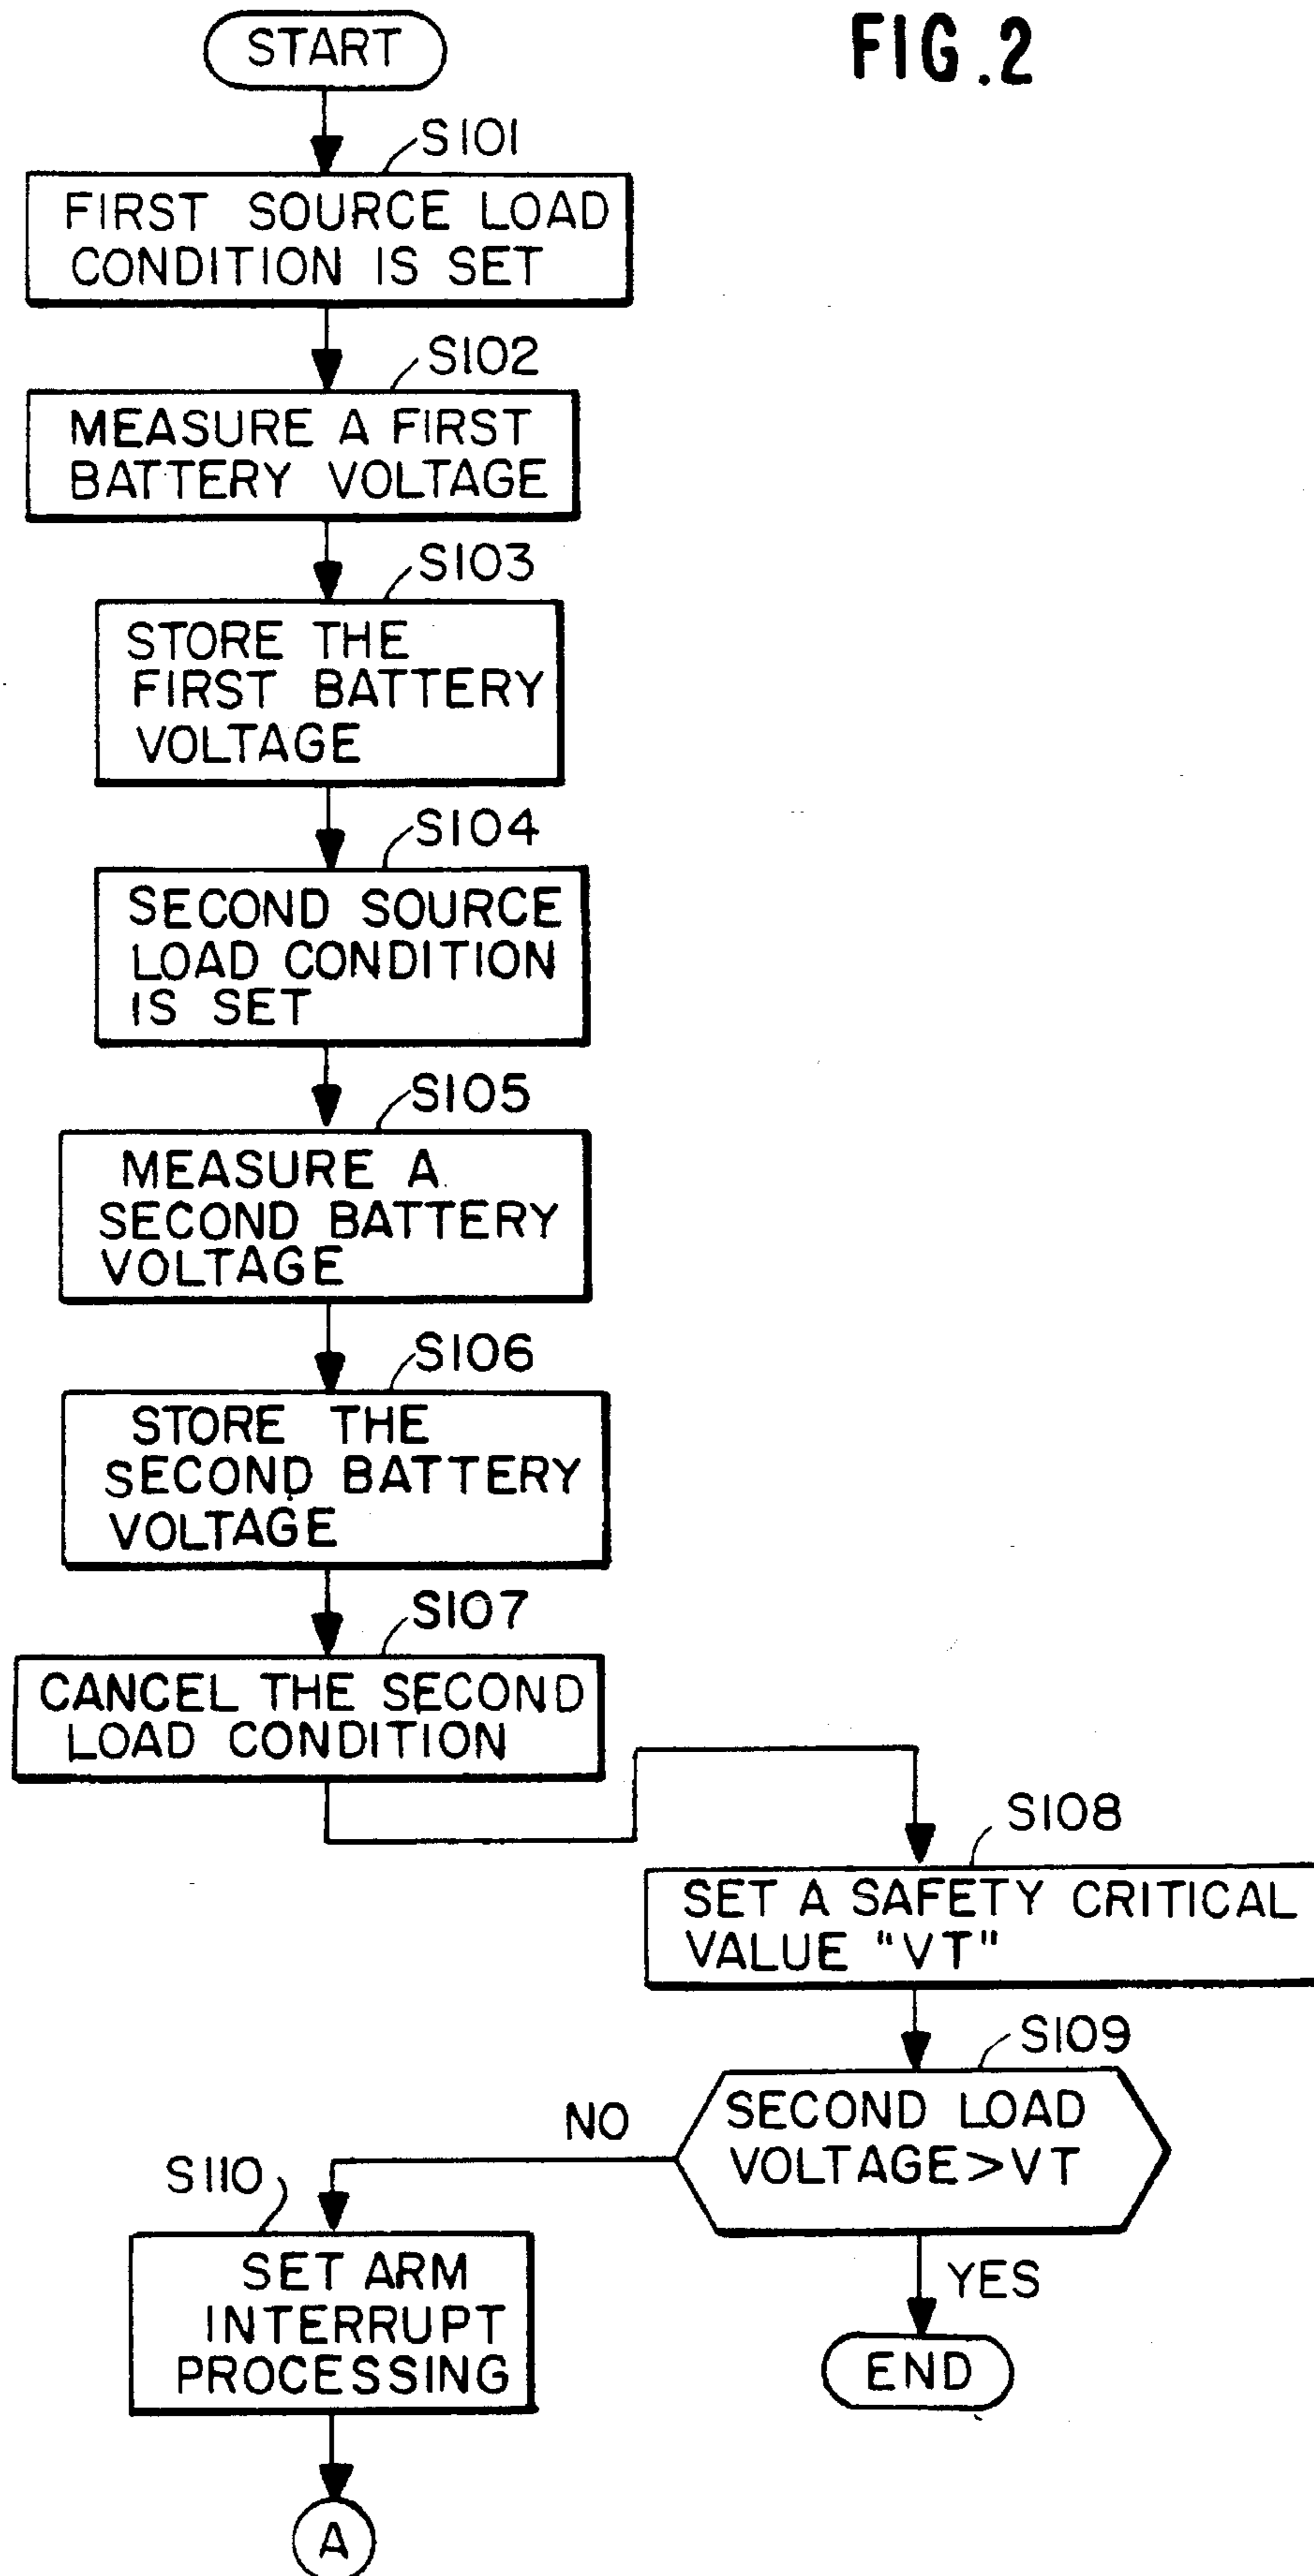 FIG.2
START
S101
FIRST SOURCE LOAD
CONDITION IS SET
S102
MEASURE A FIRST
BATTERY VOLTAGE
S103
STORE THE
FIRST BATTERY
VOLTAGE
S104
SECOND SOURCE
LOAD CONDITION
IS SET
S105
MEASURE A
SECOND BATTERY
VOLTAGE
S106
STORE THE
SECOND BATTERY
VOLTAGE
S107
CANCEL THE SECOND
LOAD CONDITION
S108
SET A SAFETY CRITICAL
VALUE "VT"
S109
SECOND LOAD
VOLTAGE>VT
NO
YES
END
S110
SET ARM
INTERRUPT
PROCESSING
A